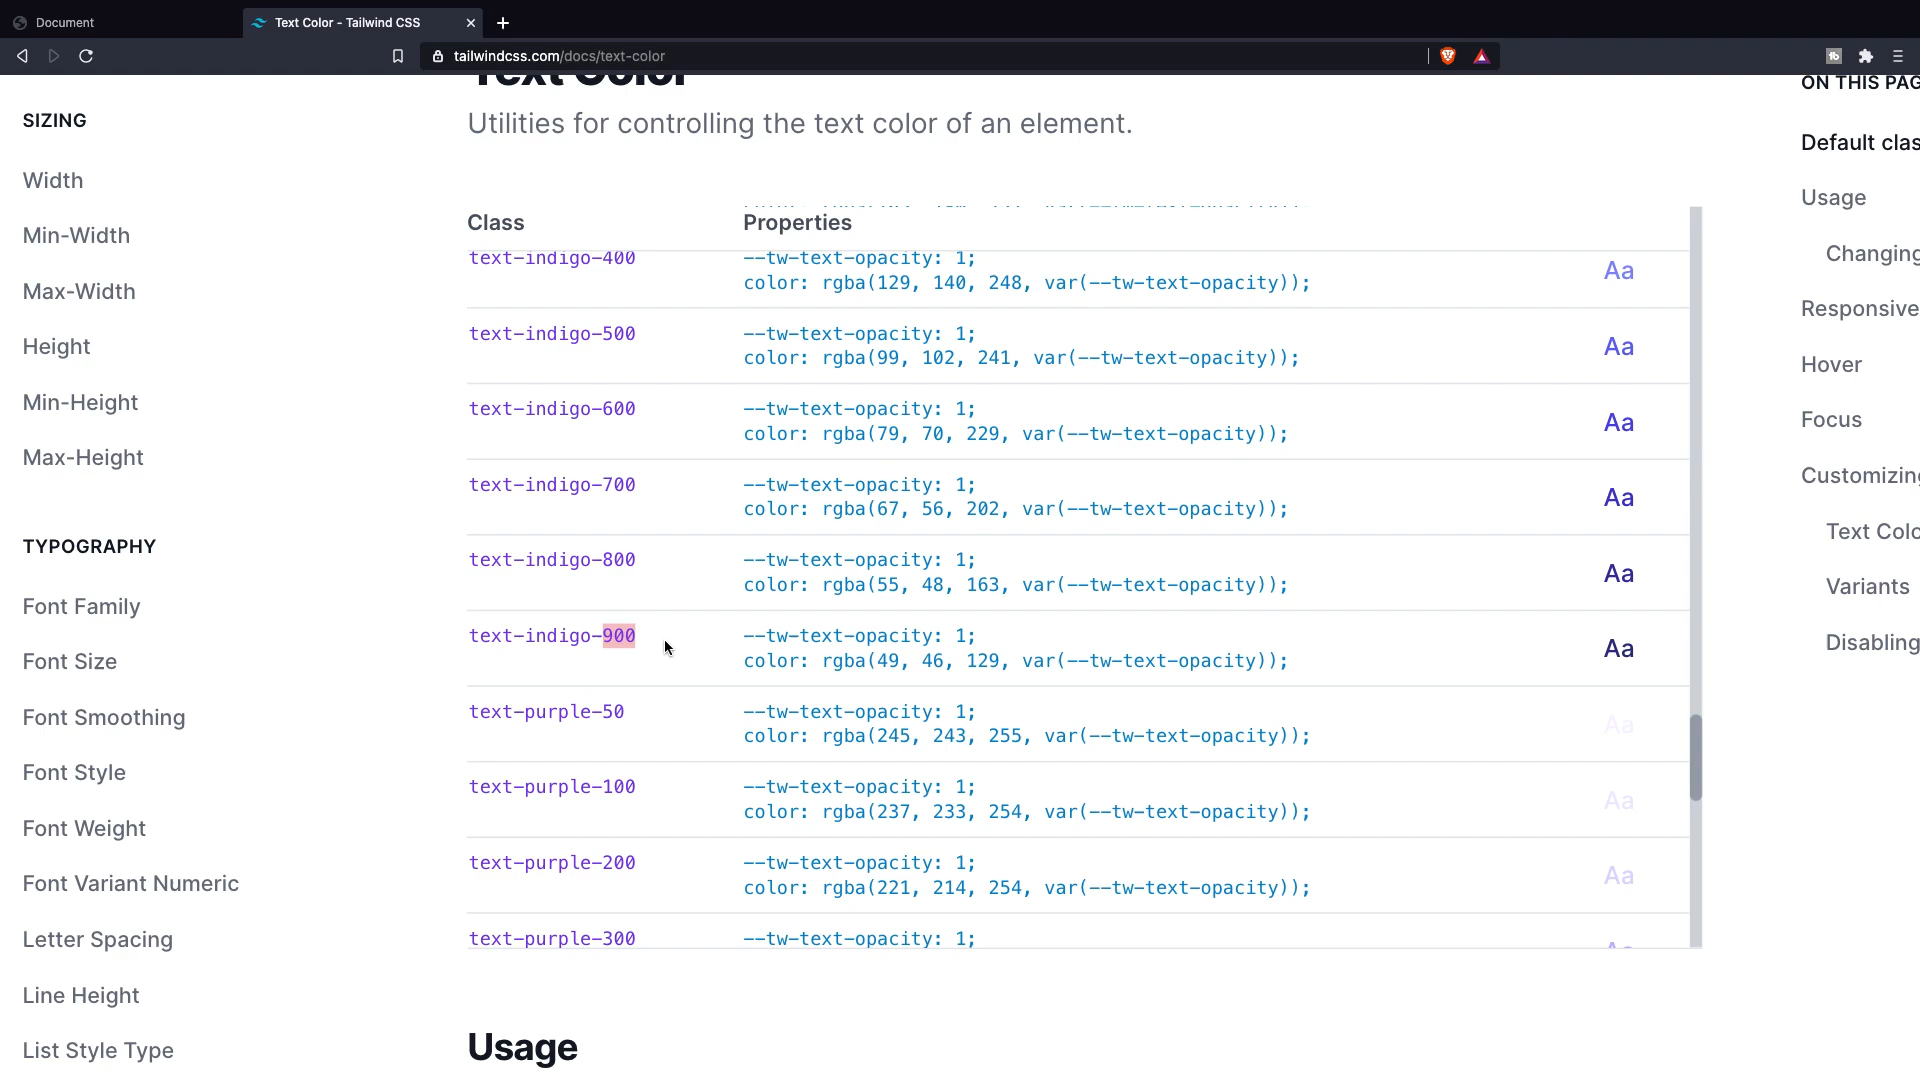 Document
Text Color - Tailwind CSS
tailwindcss.com/docs/text-color
Text Color
Utilities for controlling the text color of an element.
SIZING
Width
Min-Width
Max-Width
Height
Min-Height
Max-Height
TYPOGRAPHY
Font Family
Font Size
Font Smoothing
Font Style
Font Weight
Font Variant Numeric
Letter Spacing
Line Height
List Style Type
Class Properties
text-indigo-400 --tw-text-opacity: 1;
color: rgba(129, 140, 248, var(--tw-text-opacity)); Aa
text-indigo-500 --tw-text-opacity: 1;
color: rgba(99, 102, 241, var(--tw-text-opacity)); Aa
text-indigo-600 --tw-text-opacity: 1;
color: rgba(79, 70, 229, var(--tw-text-opacity)); Aa
text-indigo-700 --tw-text-opacity: 1;
color: rgba(67, 56, 202, var(--tw-text-opacity)); Aa
text-indigo-800 --tw-text-opacity: 1;
color: rgba(55, 48, 163, var(--tw-text-opacity)); Aa
text-indigo-900 --tw-text-opacity: 1;
color: rgba(49, 46, 129, var(--tw-text-opacity)); Aa
text-purple-50 --tw-text-opacity: 1;
color: rgba(245, 243, 255, var(--tw-text-opacity)); Aa
text-purple-100 --tw-text-opacity: 1;
color: rgba(237, 233, 254, var(--tw-text-opacity)); Aa
text-purple-200 --tw-text-opacity: 1;
color: rgba(221, 214, 254, var(--tw-text-opacity)); Aa
text-purple-300 --tw-text-opacity: 1;
Aa
Usage
ON THIS PAG
Default clas
Usage
Changing
Responsive
Hover
Focus
Customizing
Text Colo
Variants
Disabling